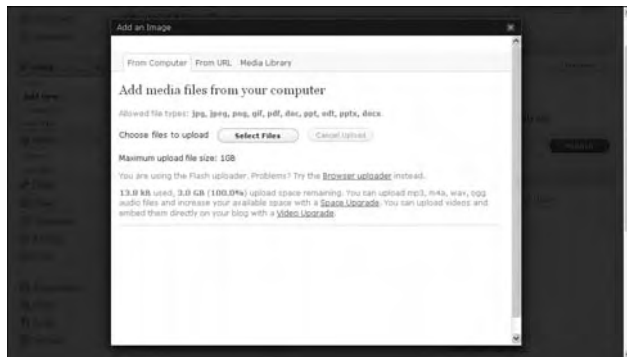 Add an Image
From Computer From URL Media Library
Add media files from your computer
Allowed file types: jpg, jpeg, png, gif, pdf, doc, ppt, odt, pptx, docx
Choose files to upload Select Files Cancel Upload
Maximum upload file size: 1GB
You are using the Flash uploader. Problems? Try the Browser uploader instead.
13.0 kB used, 3.0 GB (100.0%) upload space remaining. You can upload mp3, m4a, wav, ogg
audio files and increase your available space with a Space Upgrade. You can upload videos and
embed them directly on your blog with a Video Upgrade.